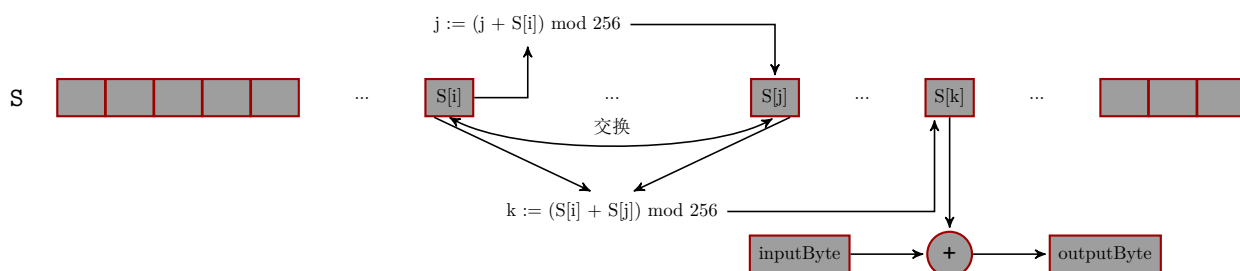 j := (j + S[i]) mod 256
S
...
S[i]
...
S[j]
...
S[k]
...
交换
k := (S[i] + S[j]) mod 256
inputByte
+
outputByte